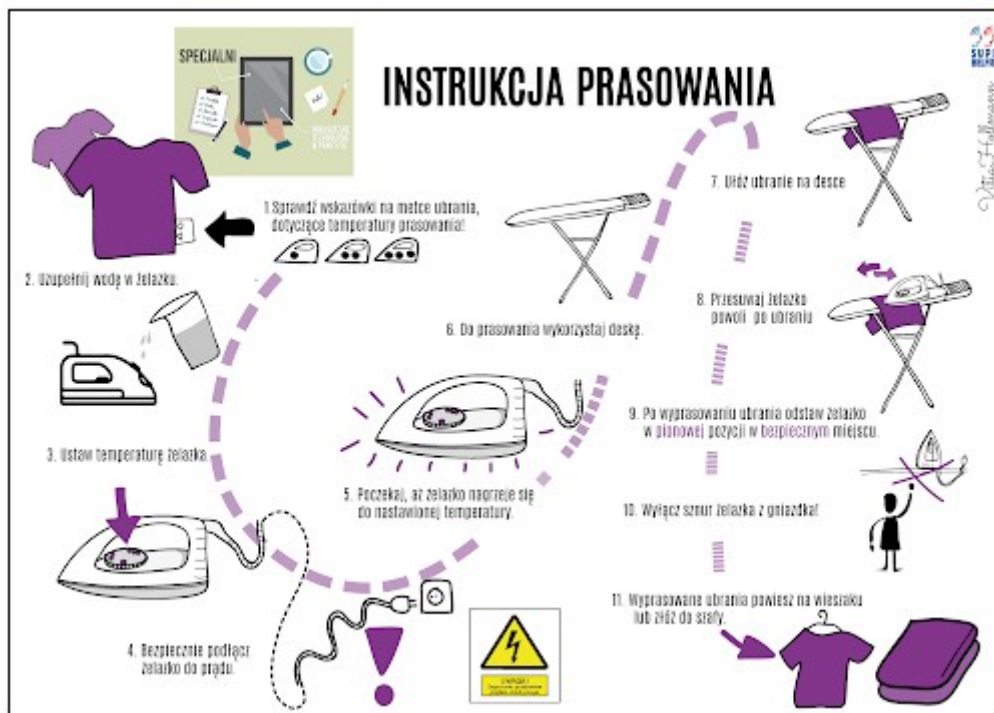 SPECJALNI
INSTRUKCJA PRASOWANIA
Vilia Hallmann
1. Sprawdź wskazówki na metce ubrania,
dotyczące temperatury prasowania!
2. Uzupełnij wodę w żelazku.
3. Ustaw temperaturę żelazka.
4. Bezpiecznie podłącz
żelazko do prądu.
5. Poczekaj, aż żelazko nagrzeje się
do nastawionej temperatury.
6. Do prasowania wykorzystaj deskę.
7. Ułóż ubranie na desce
8. Przesuwaj żelazko
powoli po ubraniu
9. Po wyprasowaniu ubrania odstaw żelazko
w pionowej pozycji w bezpiecznym miejscu.
10. Wyłącz sznur żelazka z gniazdka!
11. Wyprasowane ubrania powieś na wieszaku
lub złóż do szafy.